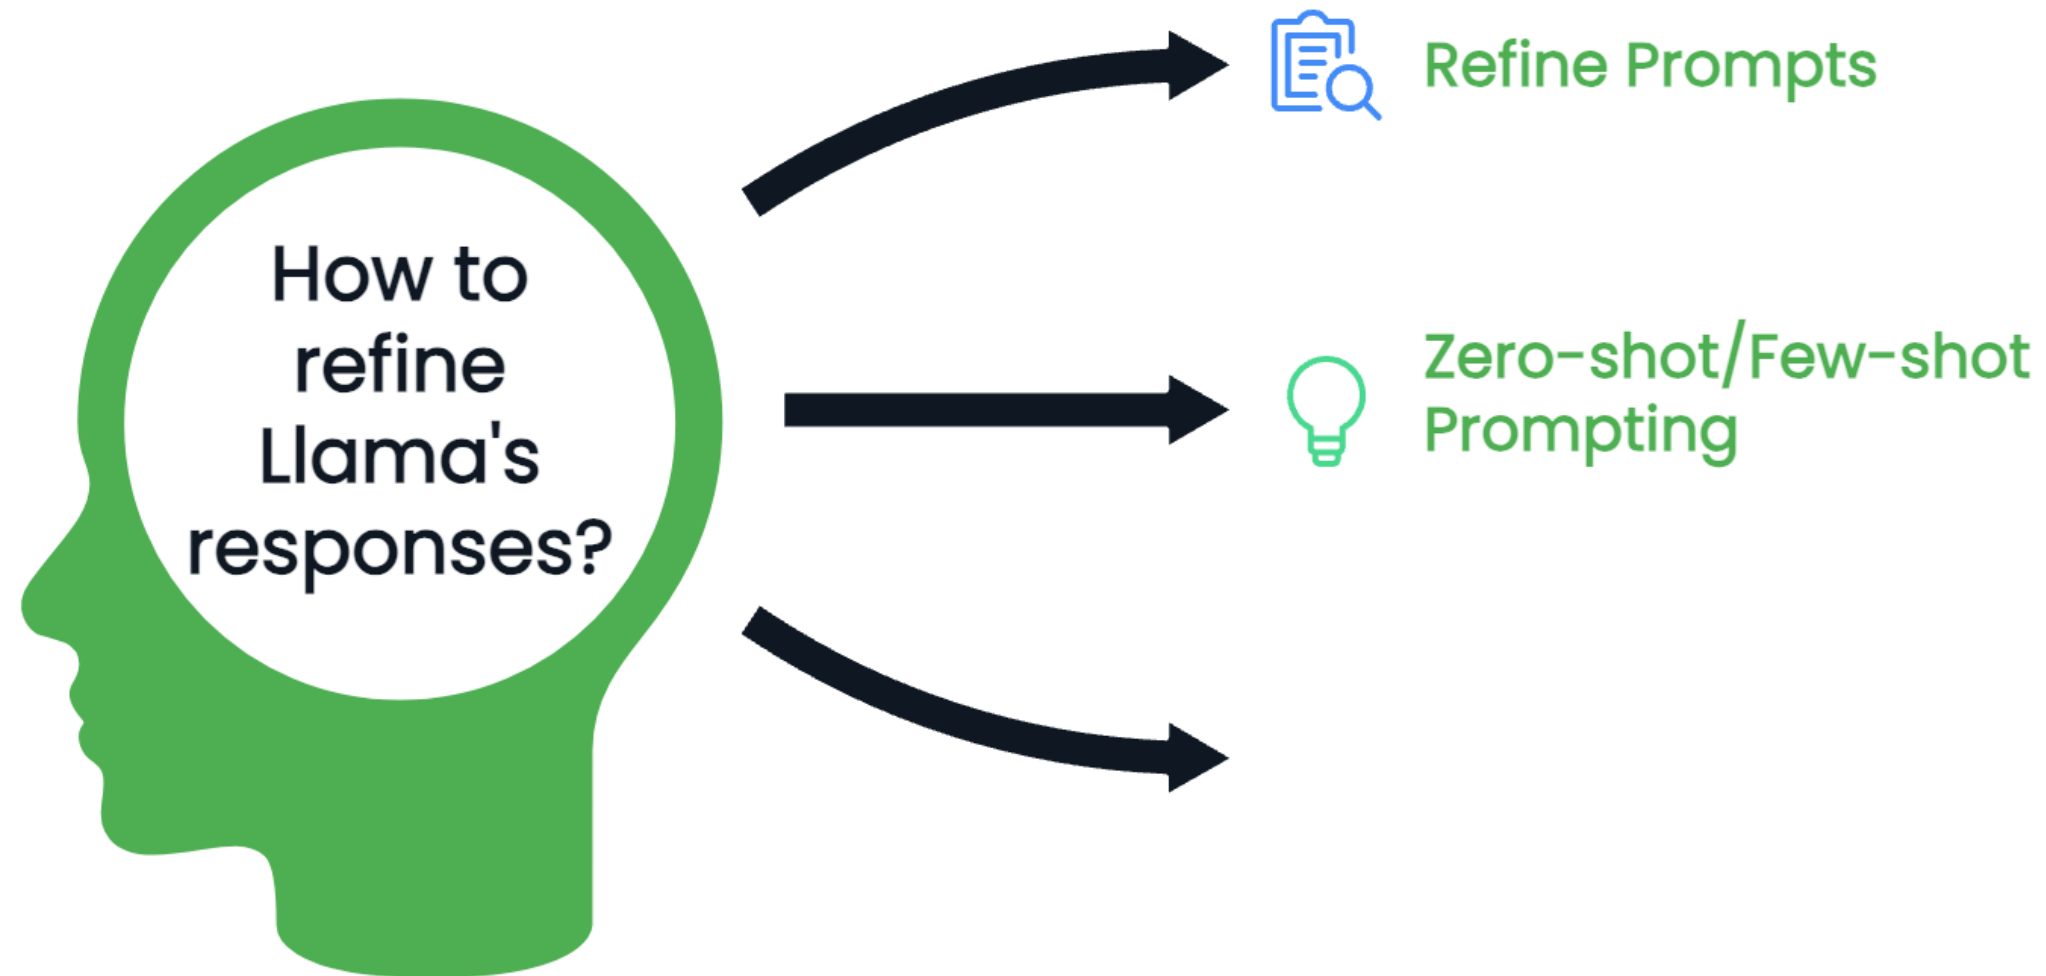 How to
refine
Llama's
responses?
Refine Prompts
Zero-shot/Few-shot
Prompting